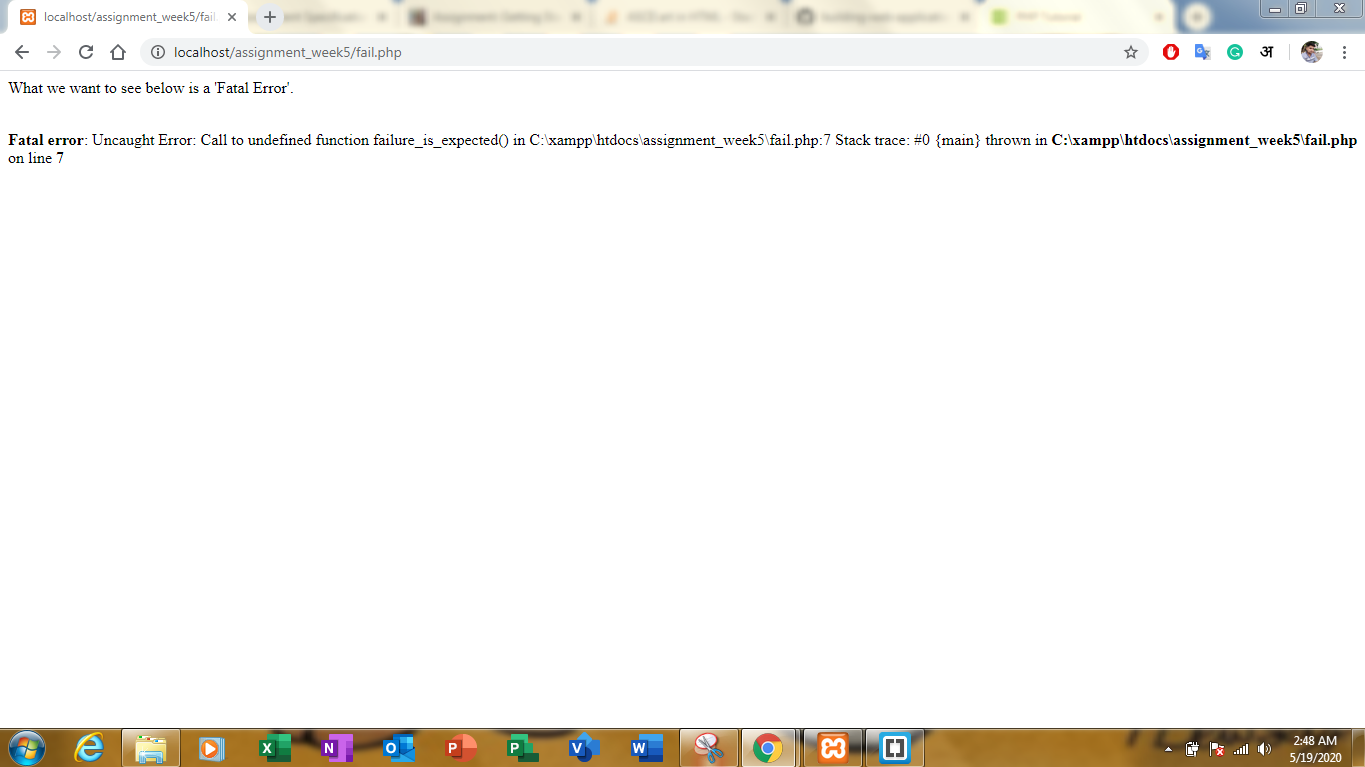 localhost/assignment_week5/fail.
localhost/assignment_week5/fail.php
अ
What we want to see below is a 'Fatal Error'.
Fatal error: Uncaught Error: Call to undefined function failure_is_expected() in C:\xampp\htdocs\assignment_week5\fail.php:7 Stack trace: #0 {main} thrown in C:\xampp\htdocs\assignment_week5\fail.php
on line 7
2:48 AM
5/19/2020